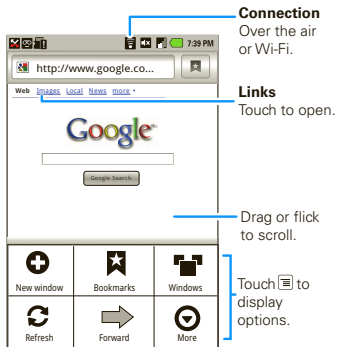 Connection
Over the air
or Wi-Fi.
7:39 PM
http://www.google.co...
Web Images Local News more
Links
Touch to open.
Google
Google Search
Drag or flick
to scroll.
New window Bookmarks Windows
Touch to
display
options.
Refresh Forward More